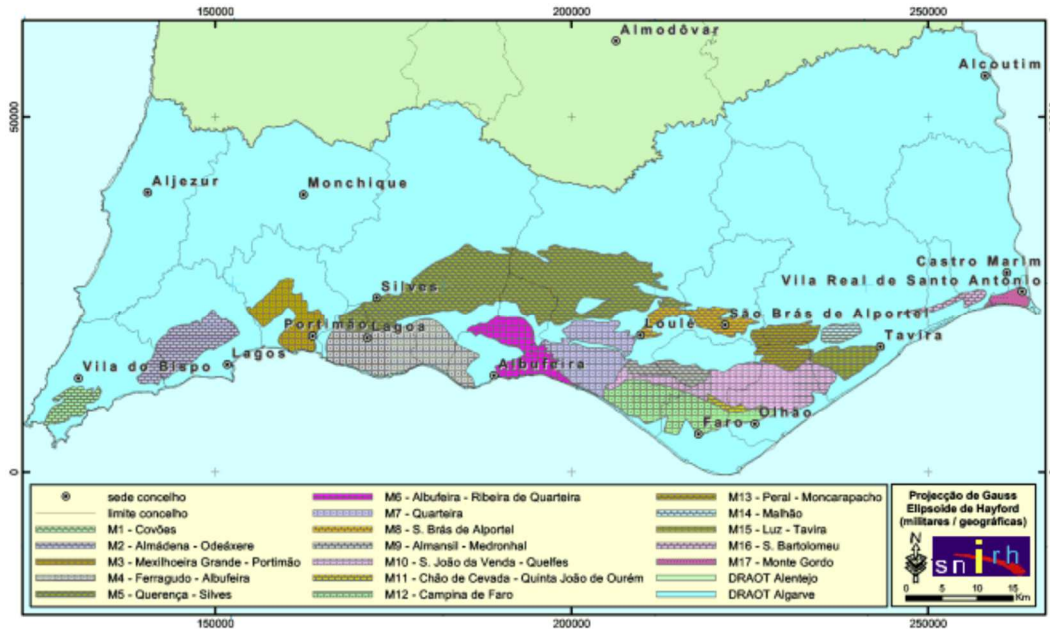 150000 200000 250000
Almodôvar
Alcoutim
50000
Aljezur
Monchique
Castro Marim
Silves
Vila Real de Santo António
São Brás de Alportel
Portimão
Lagoa
Loulé
Tavira
Lagos
Vila do Bispo
Albufeira
Olhão
Faro
0
sede concelho
limite concelho
M1 - Covões
M2 - Almádena - Odeáxere
M3 - Mexilhoeira Grande - Portimão
M4 - Ferragudo - Albufeira
M5 - Querença - Silves
M6 - Albufeira - Ribeira de Quarteira
M7 - Quarteira
M8 - S. Brás de Alportel
M9 - Almansil - Medronhal
M10 - S. João da Venda - Quelfes
M11 - Chão de Cevada - Quinta João de Ourém
M12 - Campina de Faro
M13 - Peral - Moncarapacho
M14 - Malhão
M15 - Luz - Tavira
M16 - S. Bartolomeu
M17 - Monte Gordo
DRAOT Alentejo
DRAOT Algarve
Projecção de Gauss
Elipsoide de Hayford
(militares / geográficas)
N
snirh
0 5 10 15
Km
150000 200000 250000